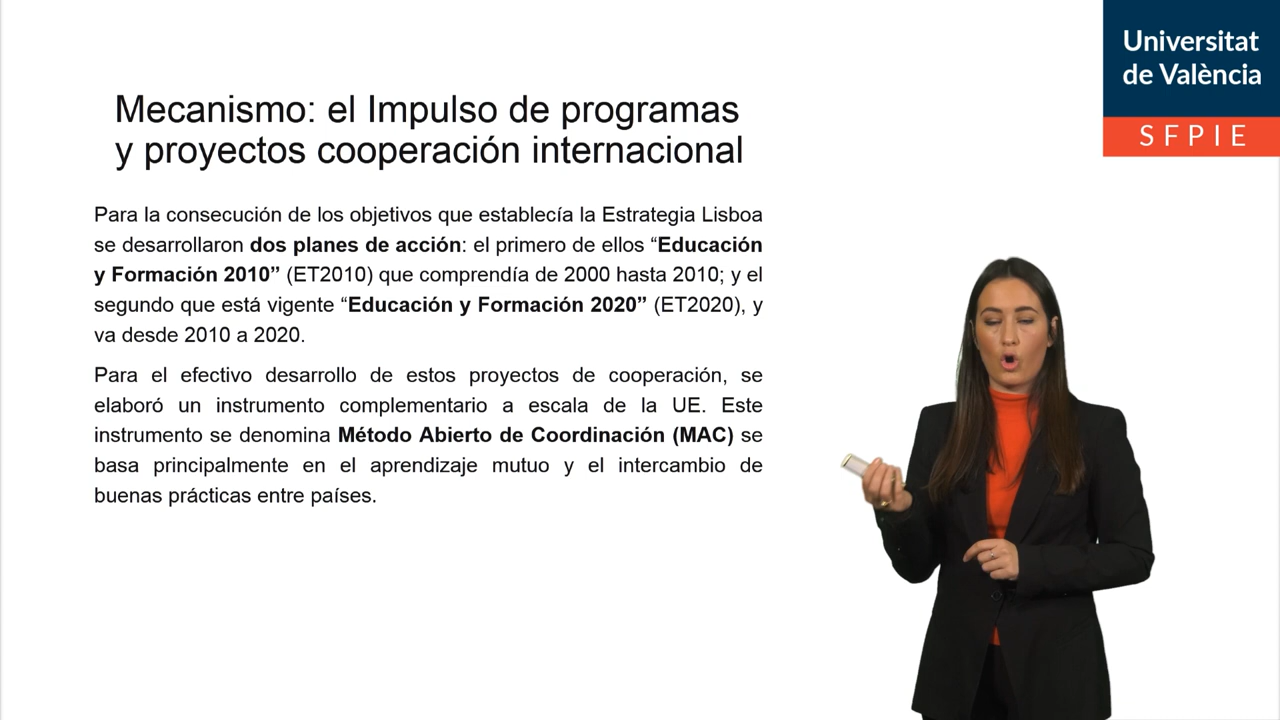 Universitat
de València
SFPIE
Mecanismo: el Impulso de programas
y proyectos cooperación internacional
Para la consecución de los objetivos que establecía la Estrategia Lisboa
se desarrollaron dos planes de acción: el primero de ellos “Educación
y Formación 2010” (ET2010) que comprendía de 2000 hasta 2010; y el
segundo que está vigente “Educación y Formación 2020” (ET2020), y
va desde 2010 a 2020.
Para el efectivo desarrollo de estos proyectos de cooperación, se
elaboró un instrumento complementario a escala de la UE. Este
instrumento se denomina Método Abierto de Coordinación (MAC) se
basa principalmente en el aprendizaje mutuo y el intercambio de
buenas prácticas entre países.